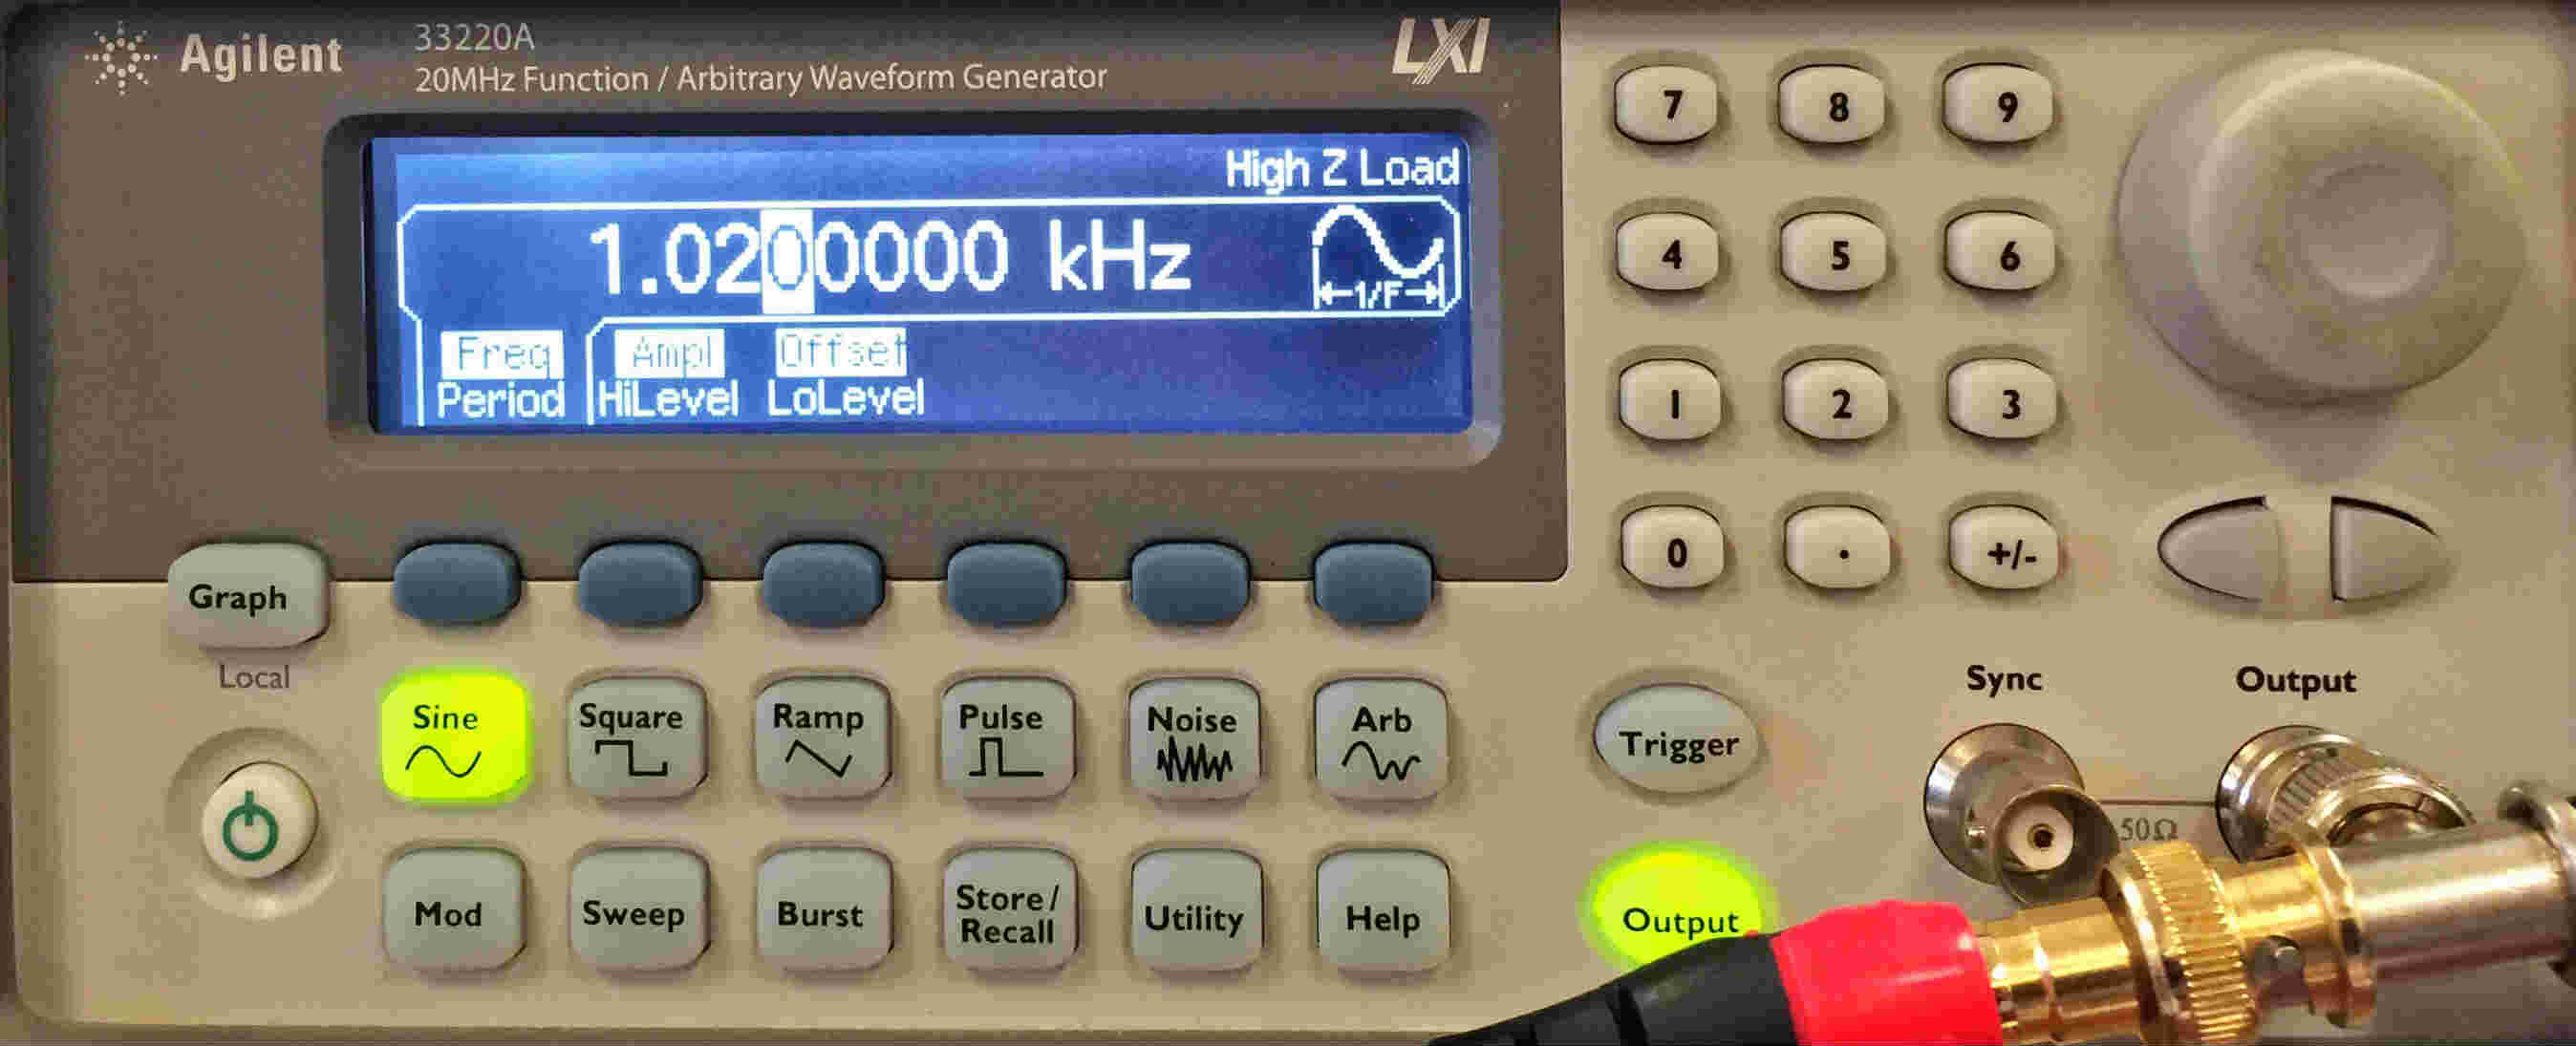 Agilent
33220A
20MHz Function / Arbitrary Waveform Generator
LXI
High Z Load
1.0200000 kHz
1/F
Freq Ampl Offset
Period HiLevel LoLevel
7 8 9
4 5 6
1 2 3
0 . +/-
Graph
Local
Sine Square Ramp Pulse Noise Arb
Mod Sweep Burst Store/
Recall Utility Help
Trigger
Output
Sync Output
50Ω